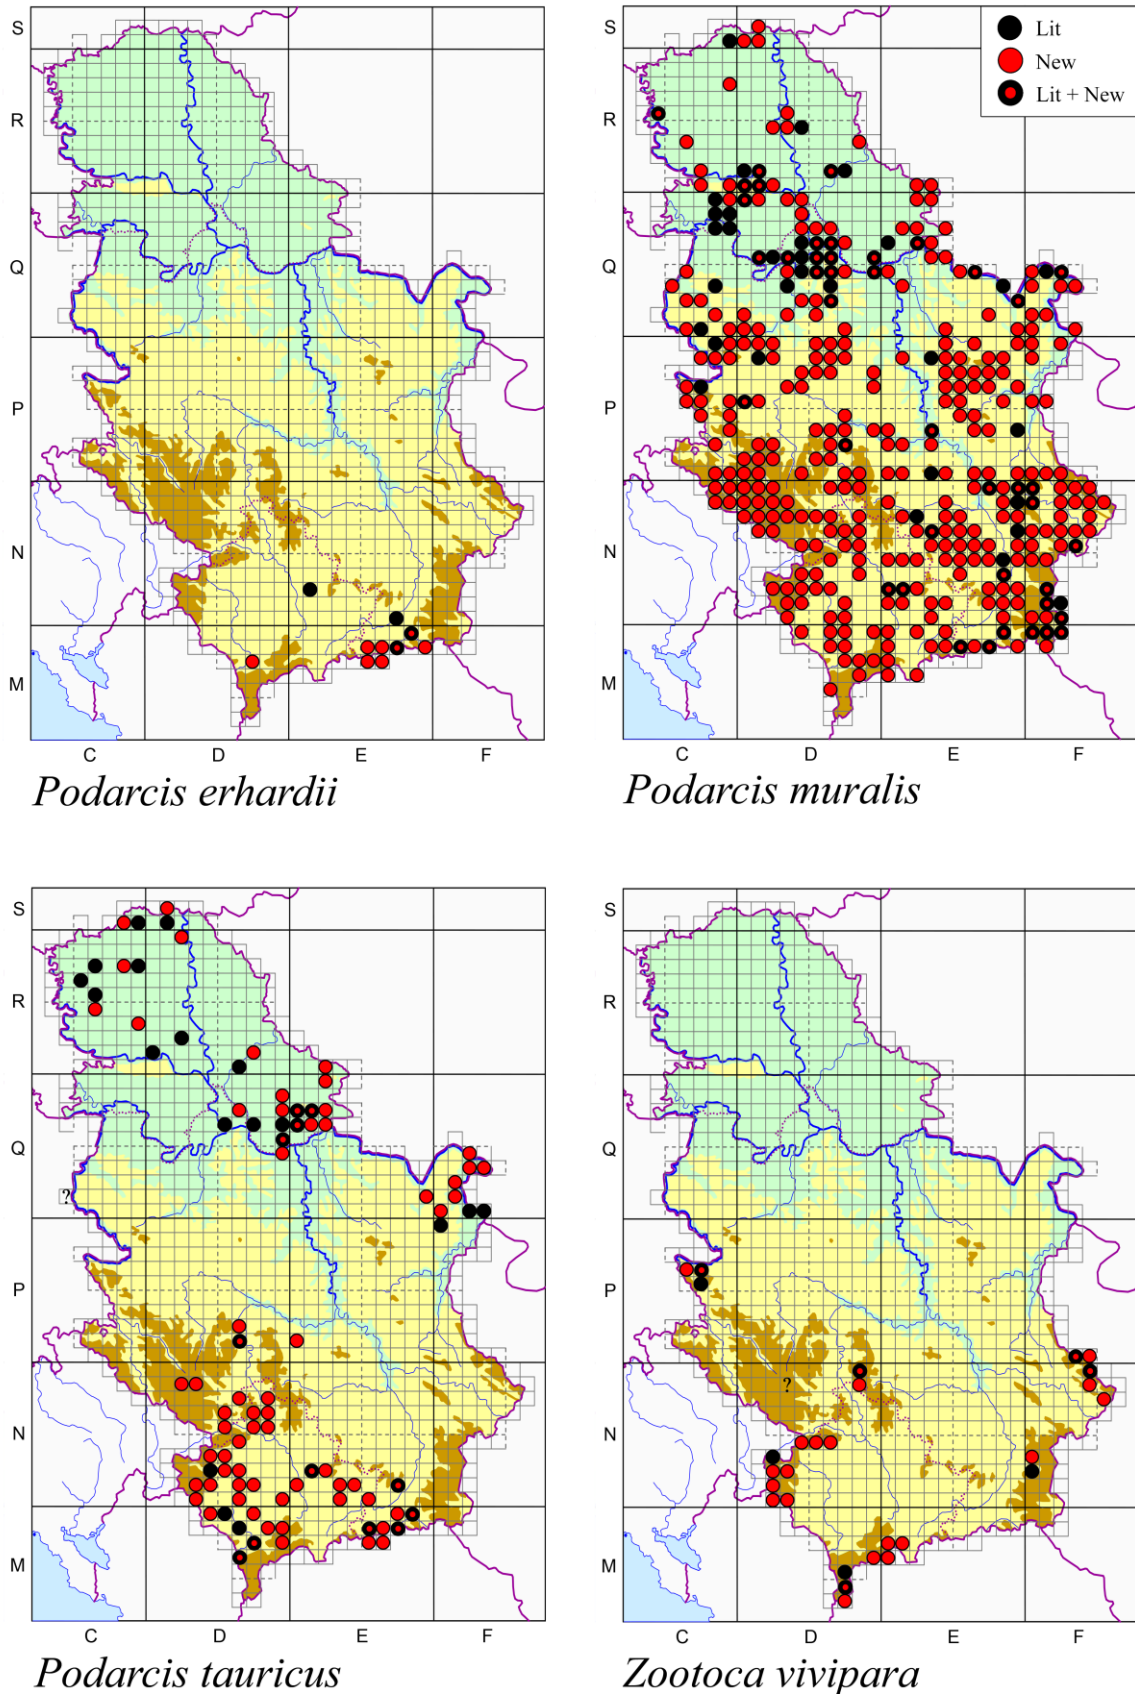 S
R
Q
P
N
M
C D E F
Podarcis erhardii
Lit
New
Lit + New
C D E F
S
R
Q
P
N
M
Podarcis muralis
S
R
Q
?
P
N
M
C D E F
Podarcis tauricus
S
R
Q
P
?
N
M
C D E F
Zootoca vivipara